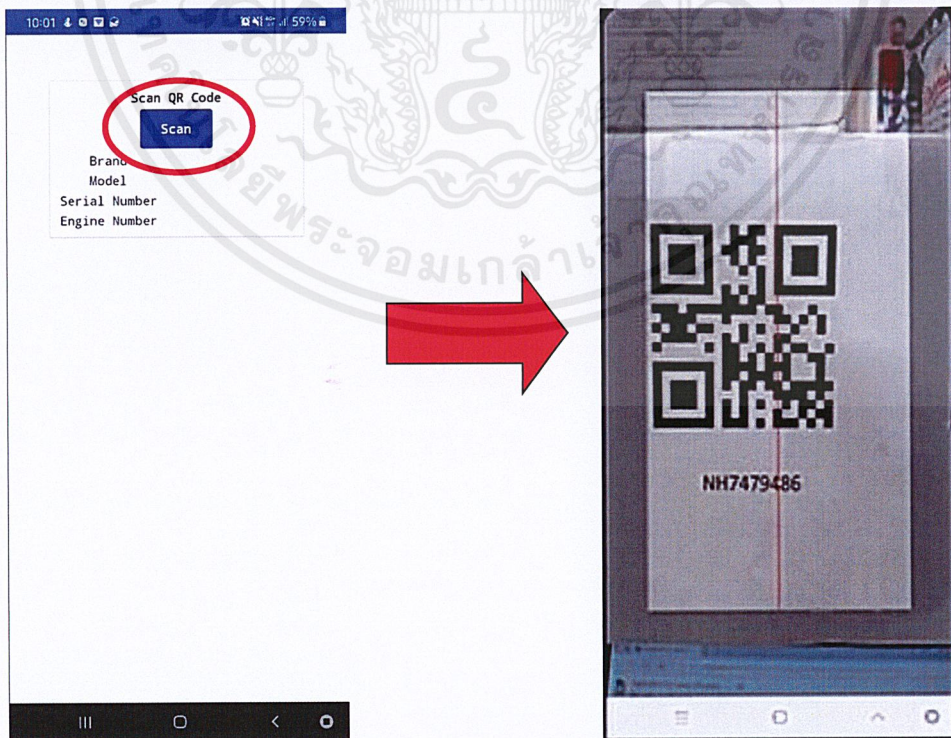 10:01
59%
Scan QR Code
Scan
Brand
Model
Serial Number
Engine Number
NH7479486